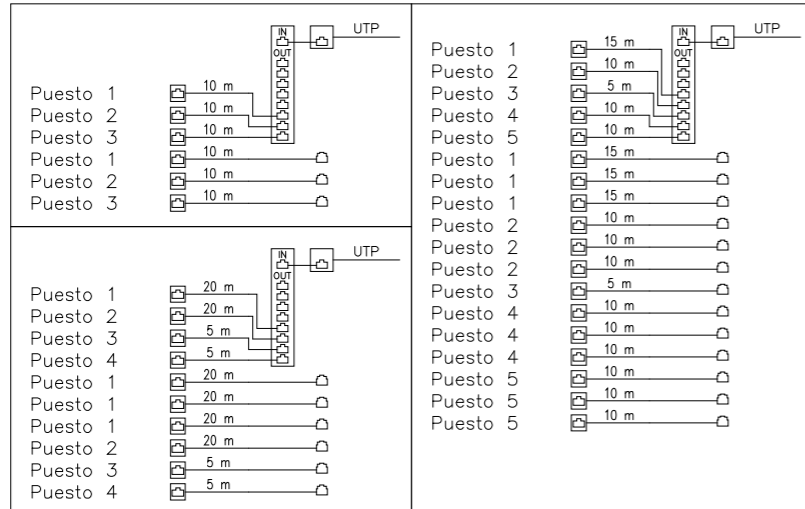 IN UTP
OUT
Puesto 1 10 m
Puesto 2 10 m
Puesto 3 10 m
Puesto 1 10 m
Puesto 2 10 m
Puesto 3 10 m
IN UTP
OUT
Puesto 1 20 m
Puesto 2 20 m
Puesto 3 5 m
Puesto 4 5 m
Puesto 1 20 m
Puesto 1 20 m
Puesto 1 20 m
Puesto 2 20 m
Puesto 3 5 m
Puesto 4 5 m
IN UTP
Puesto 1 15 m OUT
Puesto 2 10 m
Puesto 3 5 m
Puesto 4 10 m
Puesto 5 10 m
Puesto 1 15 m
Puesto 1 15 m
Puesto 1 15 m
Puesto 2 10 m
Puesto 2 10 m
Puesto 2 10 m
Puesto 3 5 m
Puesto 4 10 m
Puesto 4 10 m
Puesto 4 10 m
Puesto 5 10 m
Puesto 5 10 m
Puesto 5 10 m